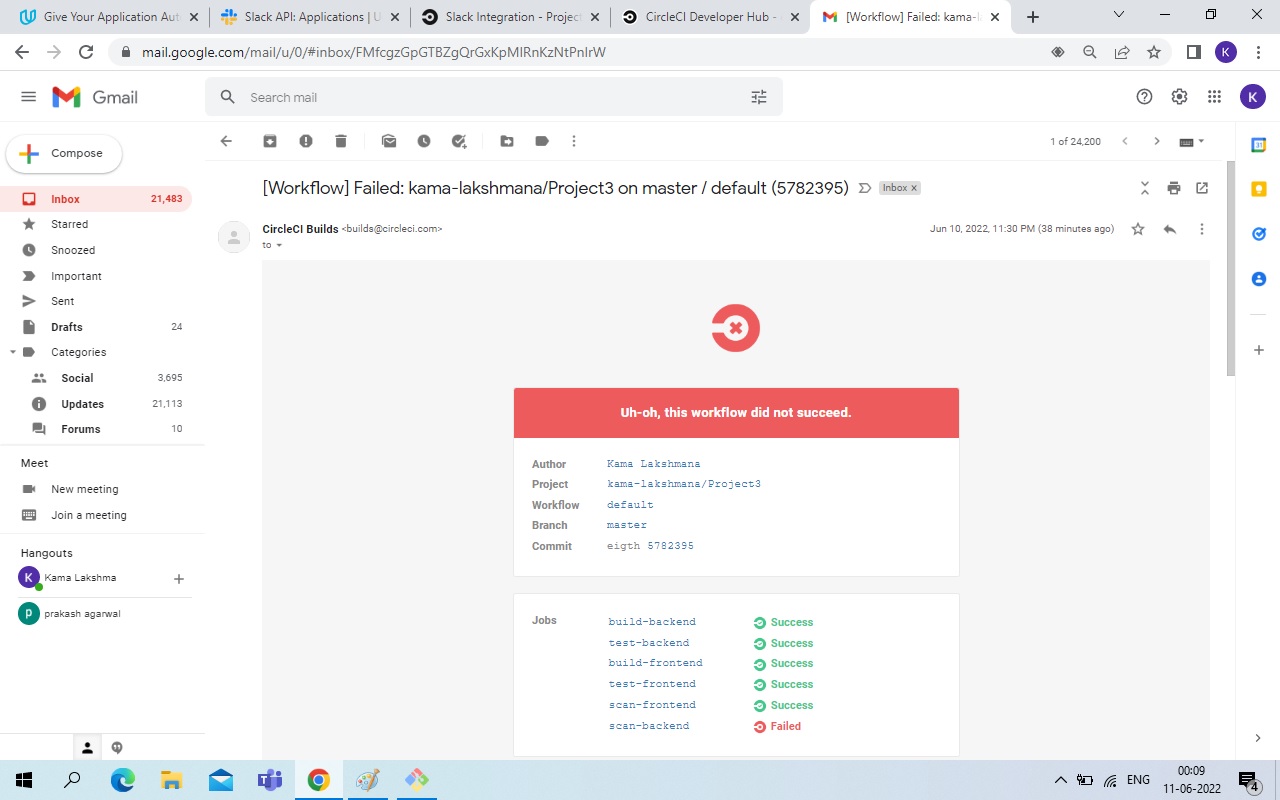 Give Your Application Aut
Slack API: Applications | U
Slack Integration - Projec
CircleCI Developer Hub -
[Workflow] Failed: kama-l
mail.google.com/mail/u/0/#inbox/FMfcgzGpGTBZgQrGxKpMlRnKzNtPnlrW
K
Gmail
Search mail
K
Compose
1 of 24,200
Inbox 21,483
Starred
Snoozed
Important
Sent
Drafts 24
Categories
Social 3,695
Updates 21,113
Forums 10
Meet
New meeting
Join a meeting
Hangouts
K Kama Lakshma
p prakash agarwal
[Workflow] Failed: kama-lakshmana/Project3 on master / default (5782395) Inbox x
CircleCI Builds <builds@circleci.com>
Jun 10, 2022, 11:30 PM (38 minutes ago)
to
Uh-oh, this workflow did not succeed.
Author Kama Lakshmana
Project kama-lakshmana/Project3
Workflow default
Branch master
Commit eigth 5782395
Jobs build-backend Success
test-backend Success
build-frontend Success
test-frontend Success
scan-frontend Success
scan-backend Failed
31
ENG
00:09
11-06-2022
4